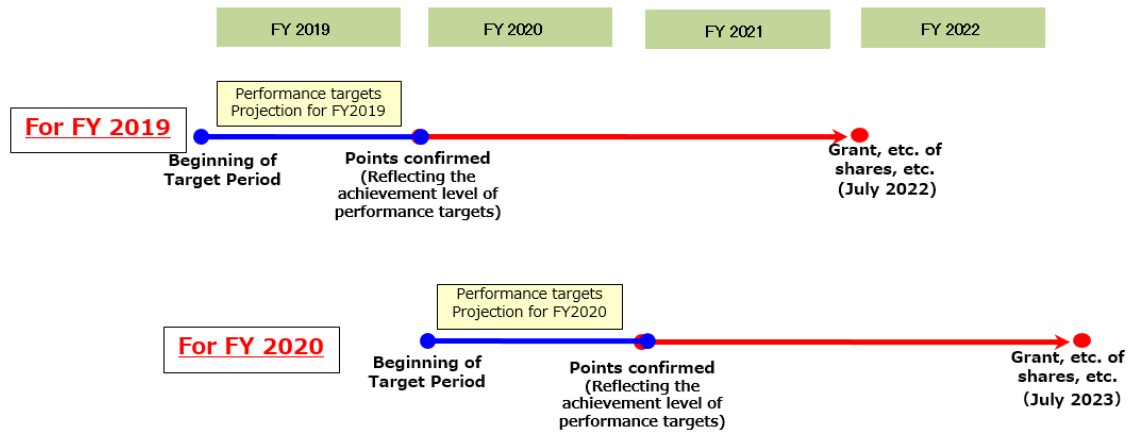 FY 2019
FY 2020
FY 2021
FY 2022
Performance targets
Projection for FY2019
For FY 2019
Beginning of
Target Period
Points confirmed
(Reflecting the
achievement level of
performance targets)
Grant, etc. of
shares, etc.
(July 2022)
Performance targets
Projection for FY2020
For FY 2020
Beginning of
Target Period
Points confirmed
(Reflecting the
achievement level of
performance targets)
Grant, etc. of
shares, etc.
（July 2023）